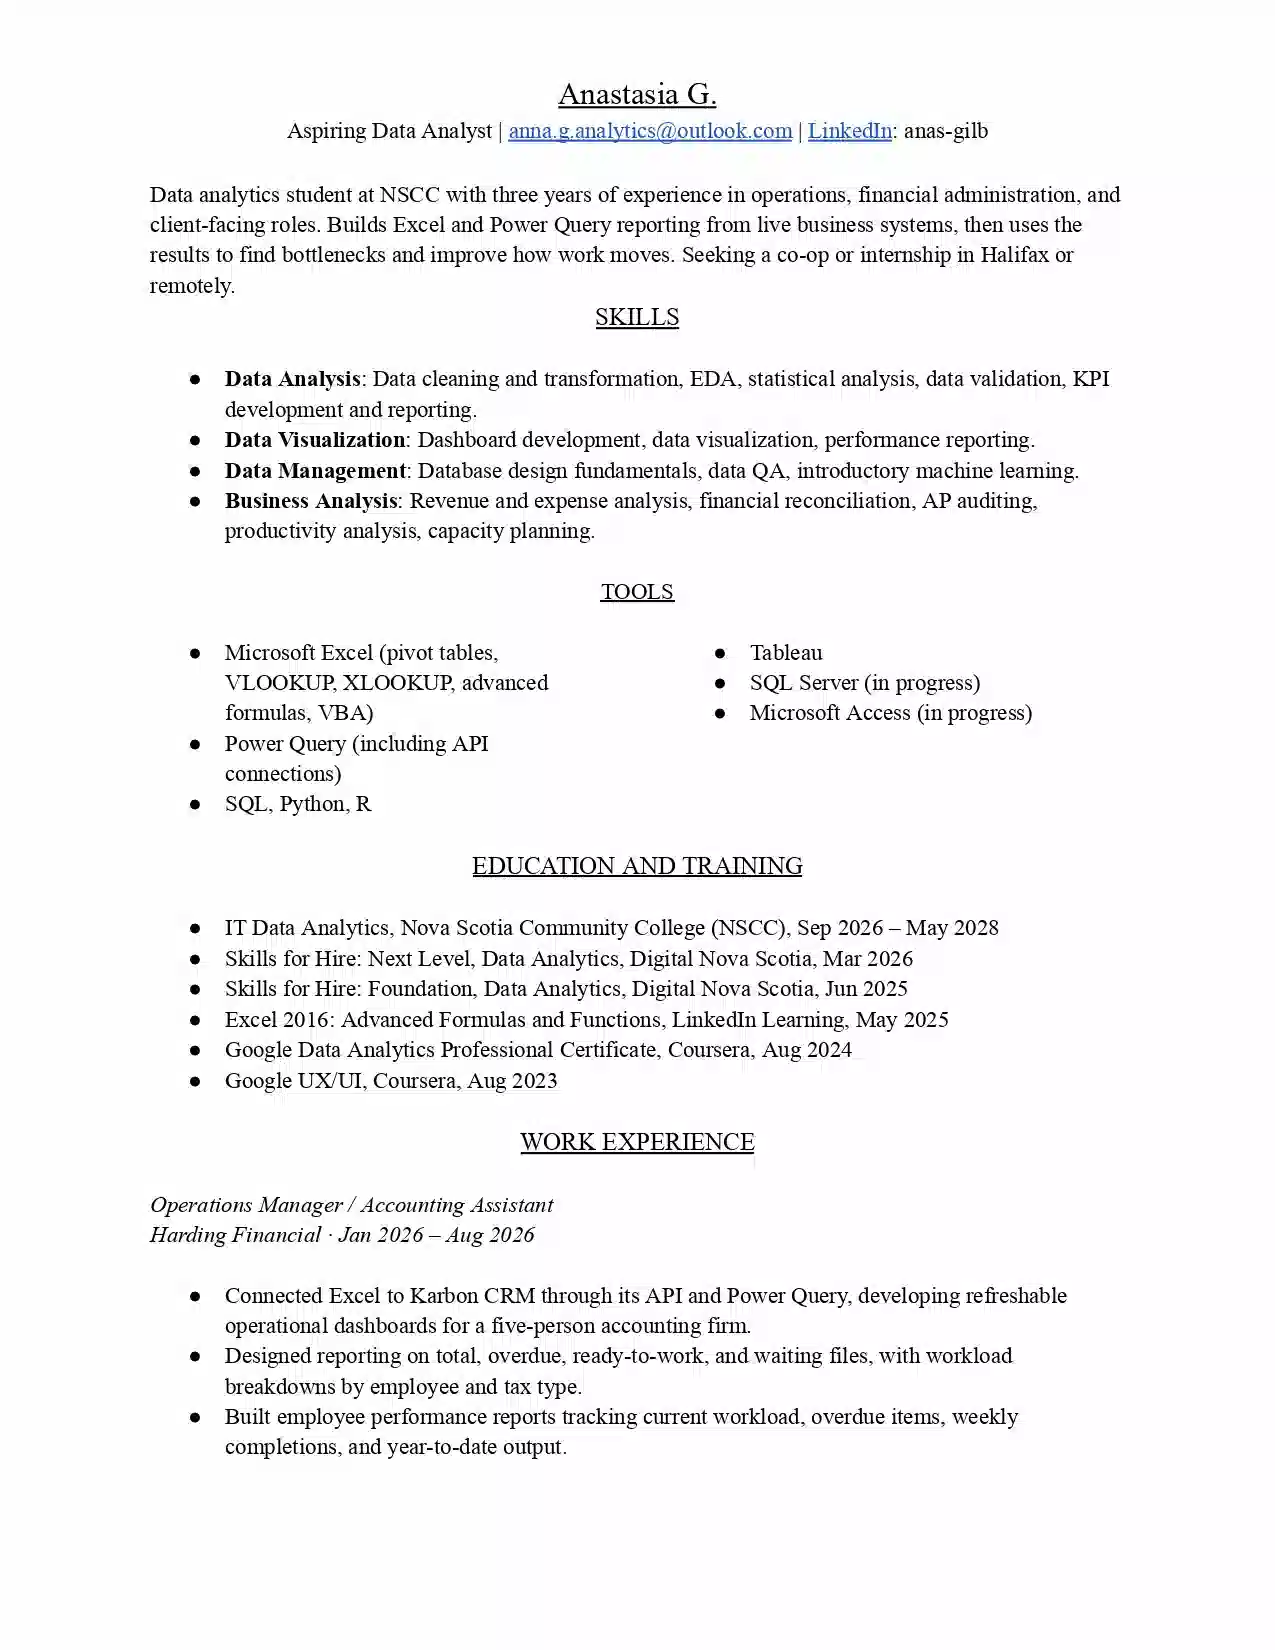 Anastasia G.
Aspiring Data Analyst | anna.g.analytics@outlook.com | LinkedIn: anas-gilb
Data analytics student at NSCC with three years of experience in operations, financial administration, and
client-facing roles. Builds Excel and Power Query reporting from live business systems, then uses the
results to find bottlenecks and improve how work moves. Seeking a co-op or internship in Halifax or
remotely.
SKILLS
● Data Analysis: Data cleaning and transformation, EDA, statistical analysis, data validation, KPI
development and reporting.
● Data Visualization: Dashboard development, data visualization, performance reporting.
● Data Management: Database design fundamentals, data QA, introductory machine learning.
● Business Analysis: Revenue and expense analysis, financial reconciliation, AP auditing,
productivity analysis, capacity planning.
TOOLS
● Microsoft Excel (pivot tables,
VLOOKUP, XLOOKUP, advanced
formulas, VBA)
● Power Query (including API
connections)
● SQL, Python, R
● Tableau
● SQL Server (in progress)
● Microsoft Access (in progress)
EDUCATION AND TRAINING
● IT Data Analytics, Nova Scotia Community College (NSCC), Sep 2026 – May 2028
● Skills for Hire: Next Level, Data Analytics, Digital Nova Scotia, Mar 2026
● Skills for Hire: Foundation, Data Analytics, Digital Nova Scotia, Jun 2025
● Excel 2016: Advanced Formulas and Functions, LinkedIn Learning, May 2025
● Google Data Analytics Professional Certificate, Coursera, Aug 2024
● Google UX/UI, Coursera, Aug 2023
WORK EXPERIENCE
Operations Manager / Accounting Assistant
Harding Financial · Jan 2026 – Aug 2026
● Connected Excel to Karbon CRM through its API and Power Query, developing refreshable
operational dashboards for a five-person accounting firm.
● Designed reporting on total, overdue, ready-to-work, and waiting files, with workload
breakdowns by employee and tax type.
● Built employee performance reports tracking current workload, overdue items, weekly
completions, and year-to-date output.